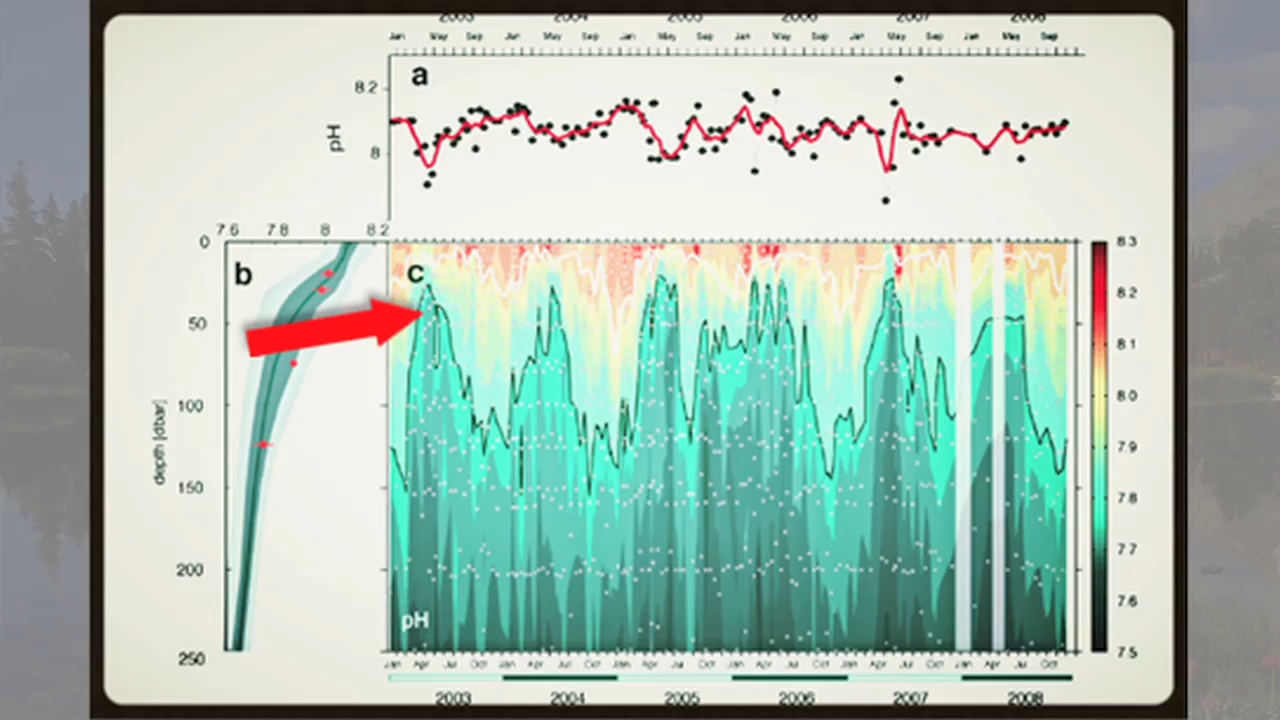 2003 2004 2005 2006 2007 2008
Jan May Sep Jan May Sep Jan May Sep Jan May Sep Jan May Sep Jan May Sep
a
8.2
pH
8
7.6 7.8 8 8.2
b
c
0
50
100
150
200
250
depth [dbar]
pH
8.3
8.2
8.1
8.0
7.9
7.8
7.7
7.6
7.5
Jan Apr Jul Oct Jan Apr Jul Oct Jan Apr Jul Oct Jan Apr Jul Oct Jan Apr Jul Oct Jan Apr Jul Oct
2003 2004 2005 2006 2007 2008